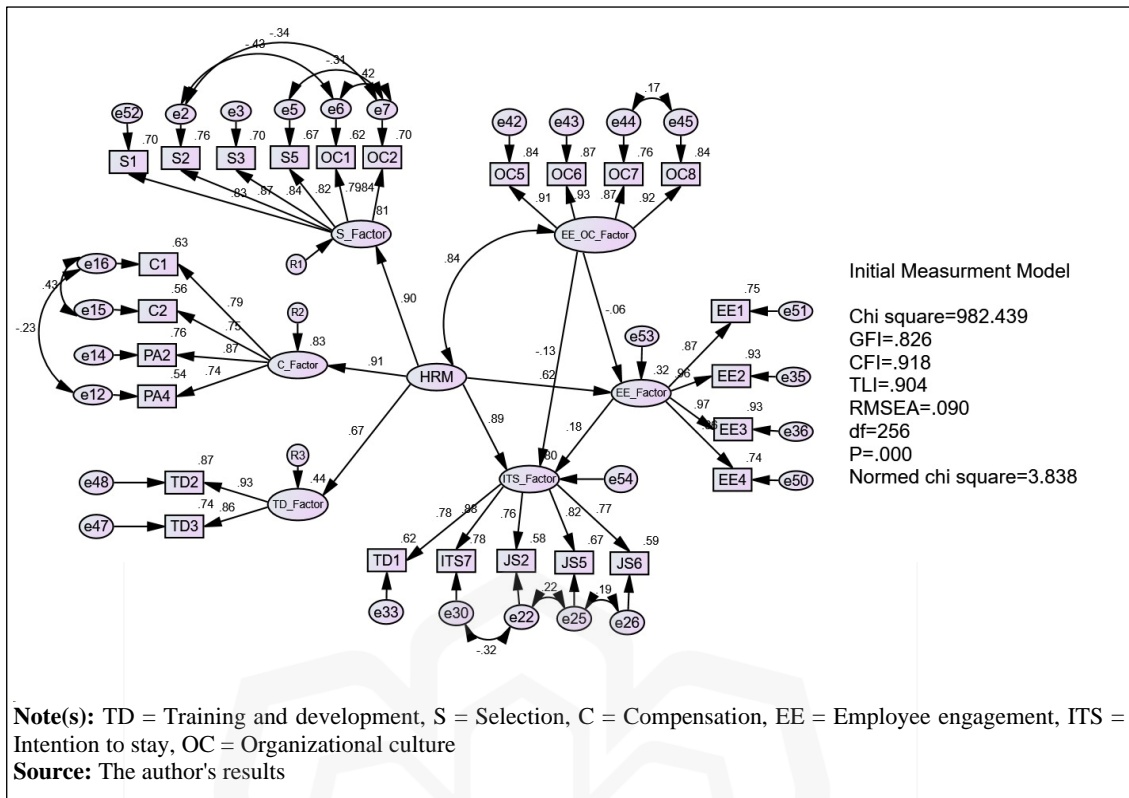 -.34
-.43
-.31
.42
e52 e2 e3 e5 e6 e7
.70 .76 .70 .67 .62 .70
S1 S2 S3 S5 OC1 OC2
.83 .87 .84 .82 .79 .84
.81
S_Factor
R1
.17
e42 e43 e44 e45
.84 .87 .76 .84
OC5 OC6 OC7 OC8
.91 .93 .87 .92
EE_OC_Factor
.84
.90
e16 C1 .63
.43
e15 C2 .56
-.23
e14 PA2 .76
e12 PA4 .54
.79
.75
.87
.74
R2
.83
C_Factor
.91
HRM
.62
-.06
-.13
.89
.67
e53
.32
EE_Factor
.18
.87
.96
.97
.75
EE1 e51
.93
EE2 e35
.93
EE3 e36
.74
EE4 e50
R3
.44
TD_Factor
e48 TD2 .87
.93
e47 TD3 .74
.86
.80
ITS_Factor
e54
.78 .88 .76 .82 .77
.62 .78 .58 .67 .59
TD1 ITS7 JS2 JS5 JS6
e33 e30 e22 e25 e26
.22 .19
-.32
Initial Measurment Model
Chi square=982.439
GFI=.826
CFI=.918
TLI=.904
RMSEA=.090
df=256
P=.000
Normed chi square=3.838
Note(s): TD = Training and development, S = Selection, C = Compensation, EE = Employee engagement, ITS =
Intention to stay, OC = Organizational culture
Source: The author's results